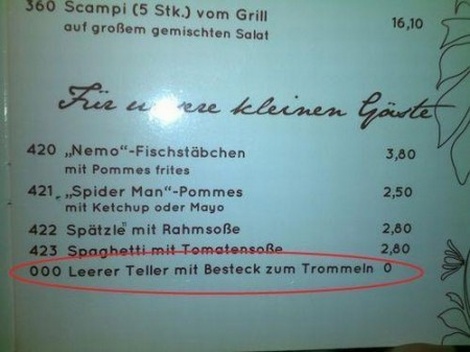 360 Scampi (5 Stk.) vom Grill
auf großem gemischten Salat 16,10
Für unsere kleinen Gäste
420 „Nemo“-Fischstäbchen 3,80
mit Pommes frites
421 „Spider Man“-Pommes 2,50
mit Ketchup oder Mayo
422 Spätzle mit Rahmsoße 2,80
423 Spaghetti mit Tomatensoße 2,80
000 Leerer Teller mit Besteck zum Trommeln 0